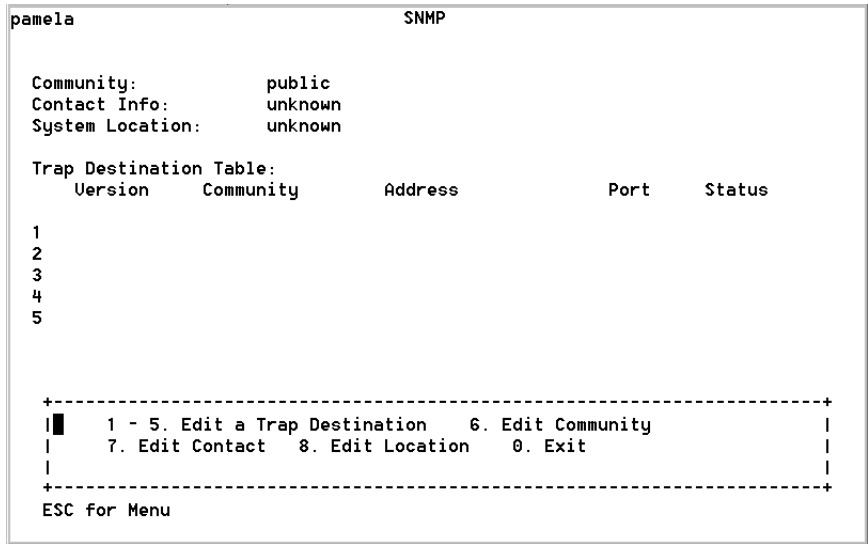 pamela SNMP
Community: public
Contact Info: unknown
System Location: unknown
Trap Destination Table:
Version Community Address Port Status
1
2
3
4
5
1 - 5. Edit a Trap Destination 6. Edit Community
7. Edit Contact 8. Edit Location 0. Exit
ESC for Menu